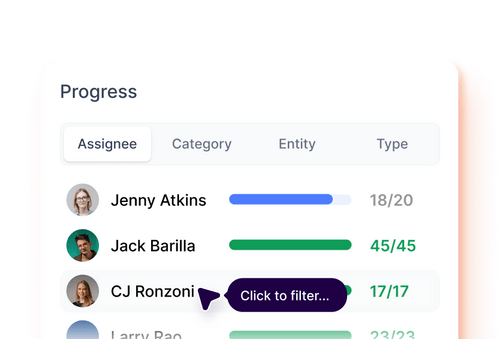 Progress
Assignee Category Entity Type
Jenny Atkins 18/20
Jack Barilla 45/45
CJ Ronzoni Click to filter... 17/17
Larry Rao 23/23